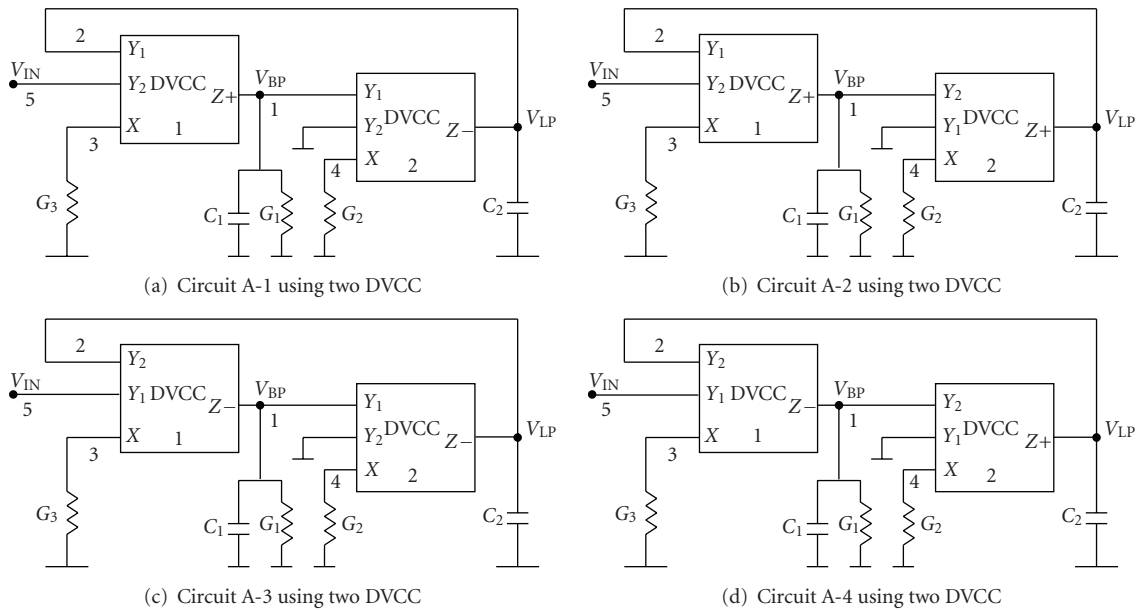 2
Y1
VIN
Y2
DVCC
Z+
5
X
1
3
G3
VBP
1
Y1
Y2
DVCC
Z−
X
2
4
VLP
C1
G1
G2
C2
(a) Circuit A-1 using two DVCC
2
Y1
VIN
Y2
DVCC
Z+
5
X
1
3
G3
VBP
1
Y2
Y1
DVCC
Z+
X
2
4
VLP
C1
G1
G2
C2
(b) Circuit A-2 using two DVCC
2
Y2
VIN
Y1
DVCC
Z−
5
X
1
3
G3
VBP
1
Y1
Y2
DVCC
Z−
X
2
4
VLP
C1
G1
G2
C2
(c) Circuit A-3 using two DVCC
2
Y2
VIN
Y1
DVCC
Z−
5
X
1
3
G3
VBP
1
Y2
Y1
DVCC
Z+
X
2
4
VLP
C1
G1
G2
C2
(d) Circuit A-4 using two DVCC